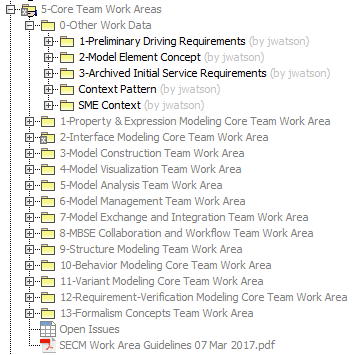 5-Core Team Work Areas
0-Other Work Data
1-Preliminary Driving Requirements (by jwatson)
2-Model Element Concept (by jwatson)
3-Archived Initial Service Requirements (by jwatson)
Context Pattern (by jwatson)
SME Context (by jwatson)
1-Property & Expression Modeling Core Team Work Area
2-Interface Modeling Core Team Work Area
3-Model Construction Team Work Area
4-Model Visualization Team Work Area
5-Model Analysis Team Work Area
6-Model Management Team Work Area
7-Model Exchange and Integration Team Work Area
8-MBSE Collaboration and Workflow Team Work Area
9-Structure Modeling Team Work Area
10-Behavior Modeling Core Team Work Area
11-Variant Modeling Core Team Work Area
12-Requirement-Verification Modeling Core Team Work Area
13-Formalism Concepts Team Work Area
Open Issues
SECM Work Area Guidelines 07 Mar 2017.pdf